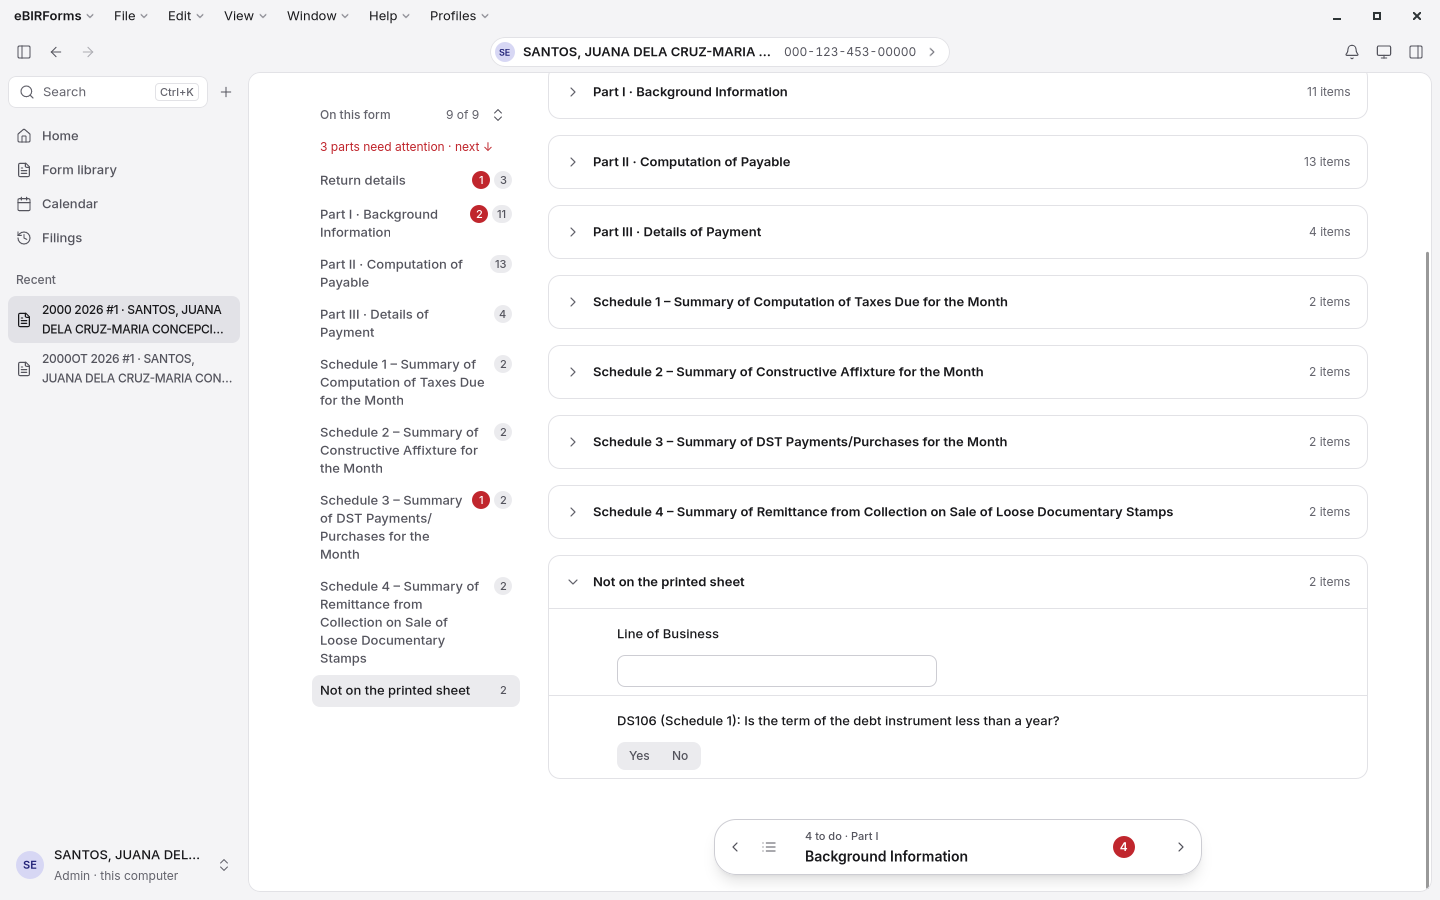 eBIRForms File Edit View Window Help Profiles
SE SANTOS, JUANA DELA CRUZ-MARIA ... 000-123-453-00000
Search Ctrl+K
Home
Form library
Calendar
Filings
Recent
2000 2026 #1 · SANTOS, JUANA
DELA CRUZ-MARIA CONCEPCI...
2000OT 2026 #1 · SANTOS,
JUANA DELA CRUZ-MARIA CON...
SE
SANTOS, JUANA DEL...
Admin · this computer
On this form 9 of 9
3 parts need attention · next ↓
Return details 1 3
Part I · Background 2 11
Information
Part II · Computation of 13
Payable
Part III · Details of 4
Payment
Schedule 1 – Summary of 2
Computation of Taxes Due
for the Month
Schedule 2 – Summary of 2
Constructive Affixture for
the Month
Schedule 3 – Summary 1 2
of DST Payments/
Purchases for the
Month
Schedule 4 – Summary of 2
Remittance from
Collection on Sale of
Loose Documentary
Stamps
Not on the printed sheet 2
Part I · Background Information 11 items
Part II · Computation of Payable 13 items
Part III · Details of Payment 4 items
Schedule 1 – Summary of Computation of Taxes Due for the Month 2 items
Schedule 2 – Summary of Constructive Affixture for the Month 2 items
Schedule 3 – Summary of DST Payments/Purchases for the Month 2 items
Schedule 4 – Summary of Remittance from Collection on Sale of Loose Documentary Stamps 2 items
Not on the printed sheet 2 items
Line of Business
DS106 (Schedule 1): Is the term of the debt instrument less than a year?
Yes No
4 to do · Part I
Background Information 4